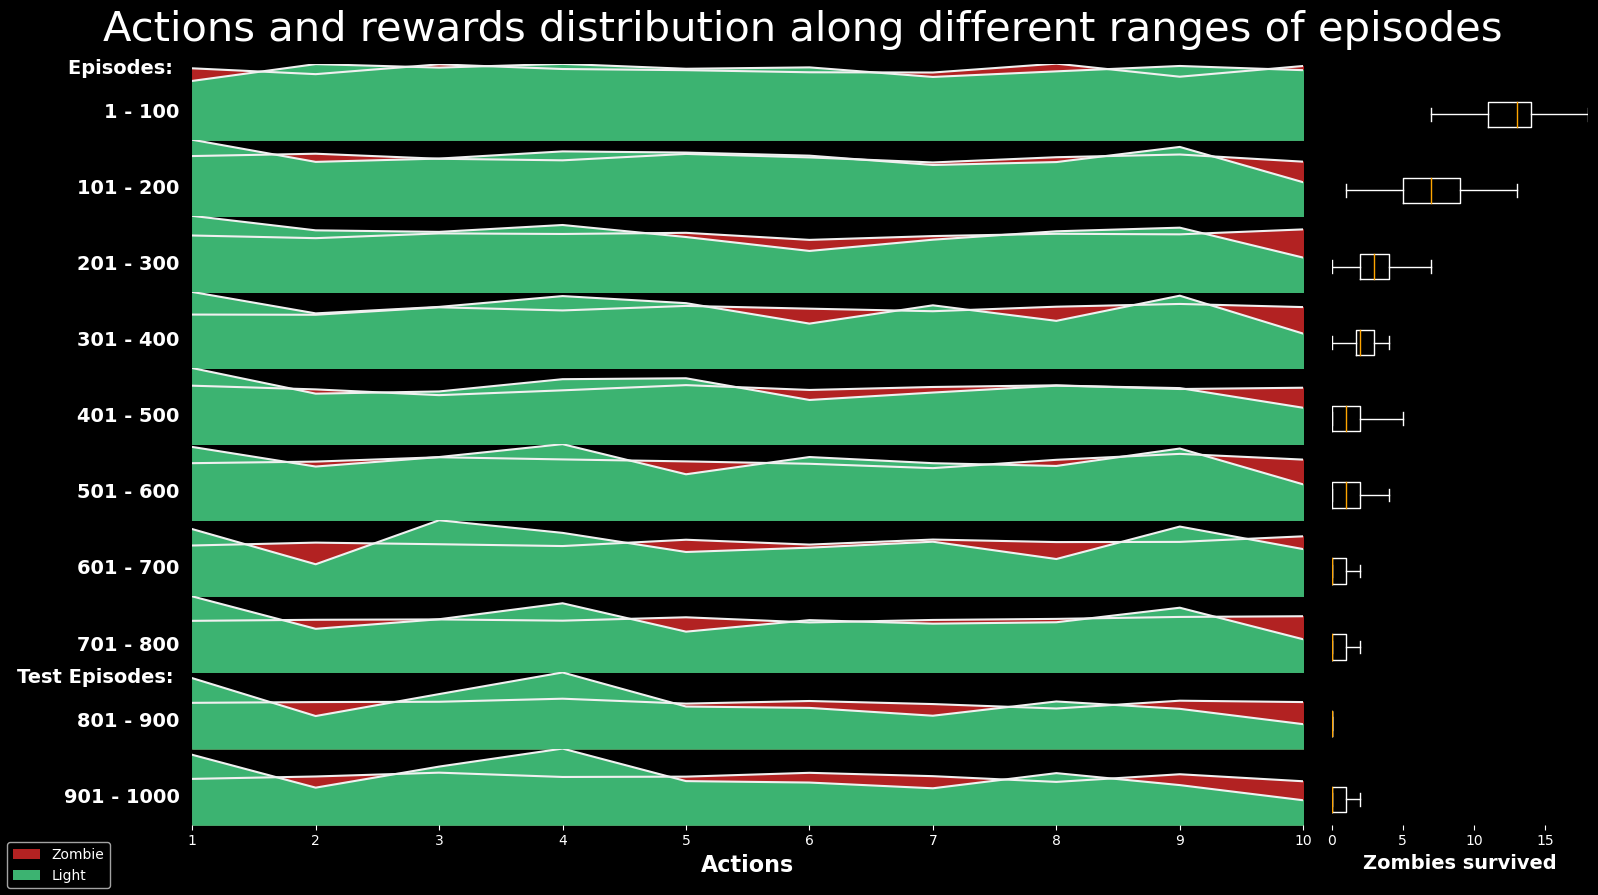 Actions and rewards distribution along different ranges of episodes
Episodes:
1 - 100
101 - 200
201 - 300
301 - 400
401 - 500
501 - 600
601 - 700
701 - 800
Test Episodes:
801 - 900
901 - 1000
1 2 3 4 5 6 7 8 9 10
0 5 10 15
Actions
Zombies survived
Zombie
Light